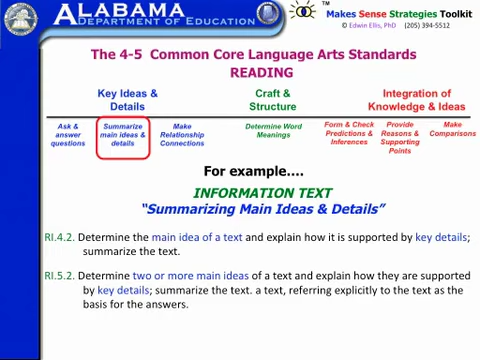 ALABAMA
DEPARTMENT OF EDUCATION
™
Makes Sense Strategies Toolkit
© Edwin Ellis, PhD (205) 394-5512
The 4-5 Common Core Language Arts Standards
READING
Key Ideas &
Details
Craft &
Structure
Integration of
Knowledge & Ideas
Ask &
answer
questions
Summarize
main ideas &
details
Make
Relationship
Connections
Determine Word
Meanings
Form & Check
Predictions &
Inferences
Provide
Reasons &
Supporting
Points
Make
Comparisons
For example....
INFORMATION TEXT
“Summarizing Main Ideas & Details”
RI.4.2. Determine the main idea of a text and explain how it is supported by key details;
summarize the text.
RI.5.2. Determine two or more main ideas of a text and explain how they are supported
by key details; summarize the text. a text, referring explicitly to the text as the
basis for the answers.